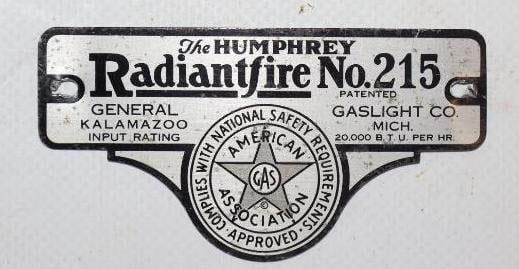 The HUMPHREY
Radiantfire No. 215
PATENTED
GENERAL GASLIGHT CO.
KALAMAZOO MICH.
INPUT RATING 20,000 B.T.U. PER HR.
COMPLIES WITH NATIONAL SAFETY REQUIREMENTS
· APPROVED ·
AMERICAN
GAS
©
ASSOCIATION